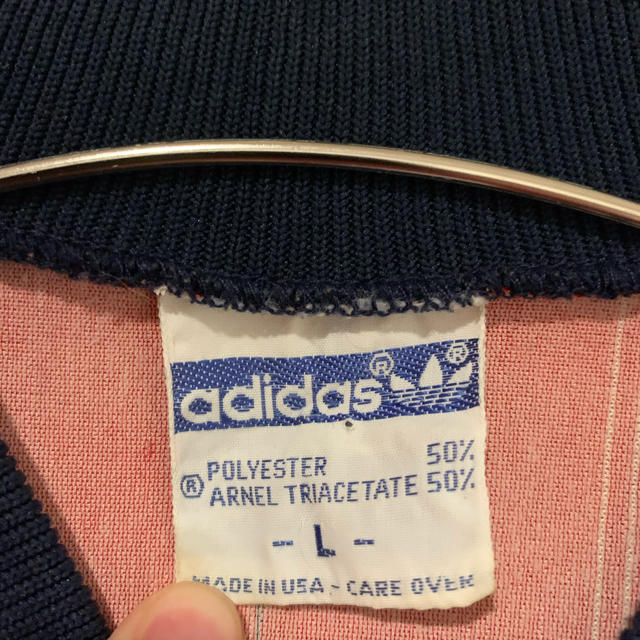 adidas® ®
POLYESTER 50%
® ARNEL TRIACETATE 50%
- L -
MADE IN USA - CARE OVER